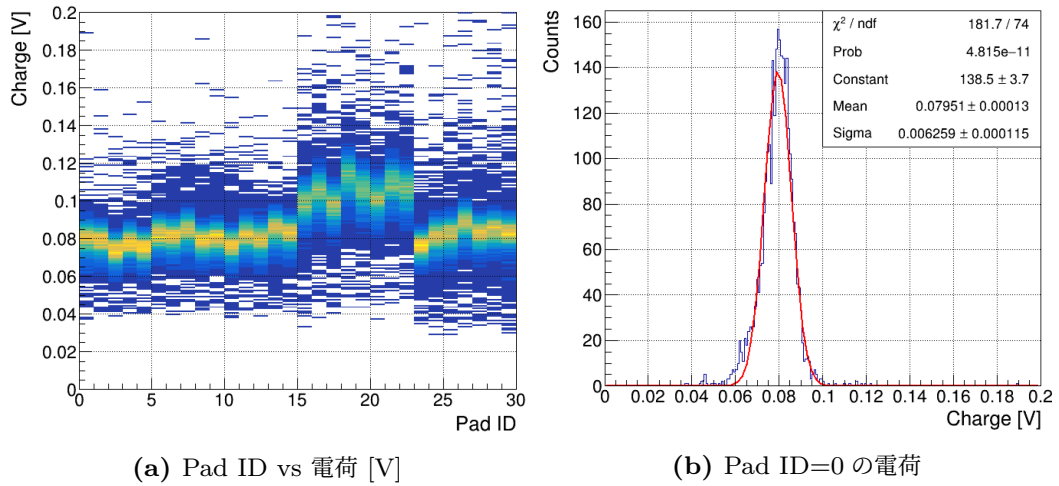 Charge [V]
0.2
0.18
0.16
0.14
0.12
0.1
0.08
0.06
0.04
0.02
0
0 5 10 15 20 25 30
Pad ID
(a) Pad ID vs 電荷 [V]
Counts
160
140
120
100
80
60
40
20
0
0 0.02 0.04 0.06 0.08 0.1 0.12 0.14 0.16 0.18 0.2
Charge [V]
χ² / ndf 181.7 / 74
Prob 4.815e−11
Constant 138.5 ± 3.7
Mean 0.07951 ± 0.00013
Sigma 0.006259 ± 0.000115
(b) Pad ID=0 の電荷